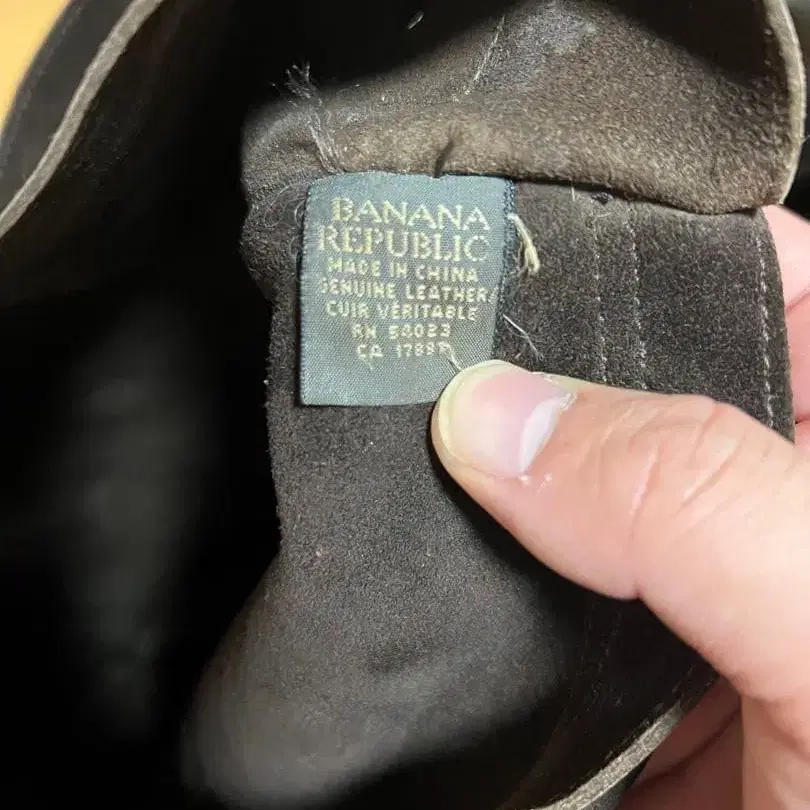 BANANA
REPUBLIC
MADE IN CHINA
GENUINE LEATHER
CUIR VÉRITABLE
RN 54023
CA 17897